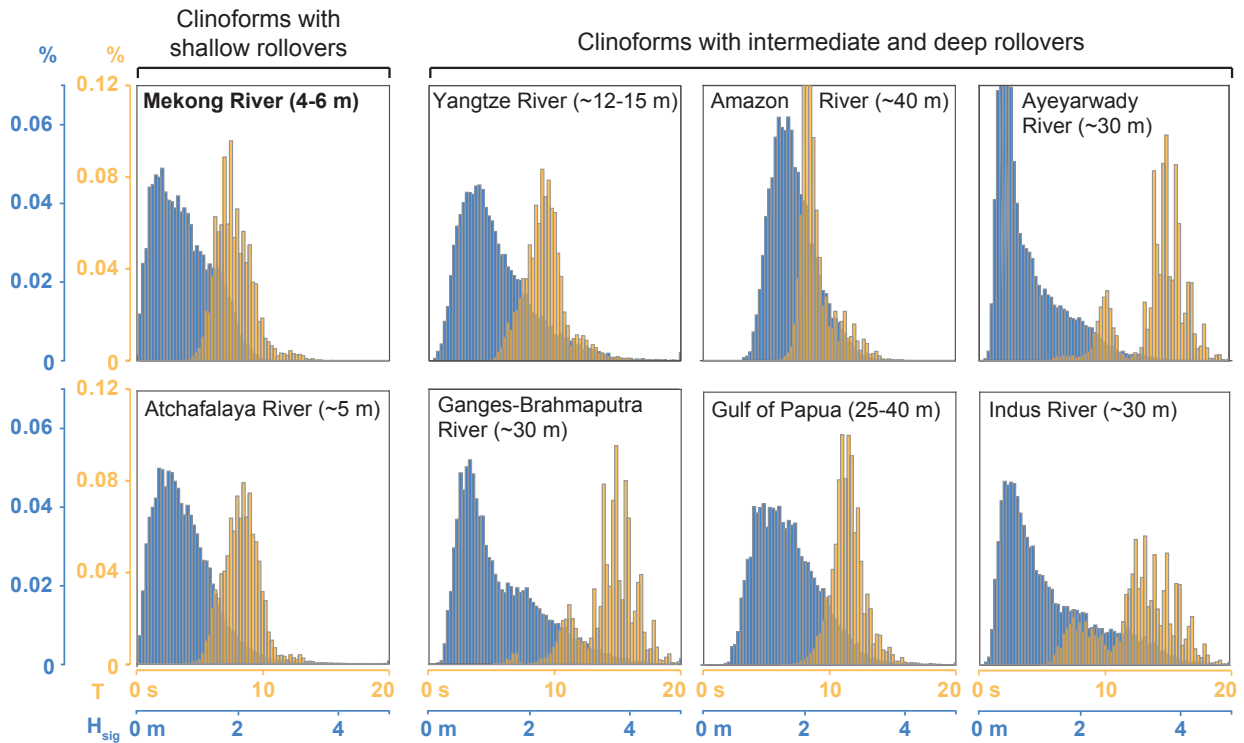 Clinoforms with
shallow rollovers
Clinoforms with intermediate and deep rollovers
% %
0.12
Mekong River (4-6 m)
Yangtze River (~12-15 m)
Amazon River (~40 m)
Ayeyarwady
River (~30 m)
0.06
0.08
0.04
0.04
0.02
0 0
0.12
Atchafalaya River (~5 m)
Ganges-Brahmaputra
River (~30 m)
Gulf of Papua (25-40 m)
Indus River (~30 m)
0.06
0.08
0.04
0.04
0.02
0 0
T 0 s 10 20 0 s 10 20 0 s 10 20 0 s 10 20
Hsig 0 m 2 4 0 m 2 4 0 m 2 4 0 m 2 4